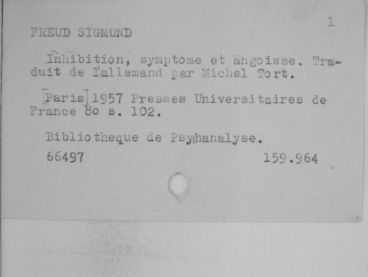 1
FREUD SIGMUND
Inhibition, symptome et angoisse. Tra-
duit de l'allemand par Michel Tort.
[Paris] 1957 Presses Universitaires de
France 8o s. 102.
Bibliotheque de Psyhanalyse.
66497 159.964